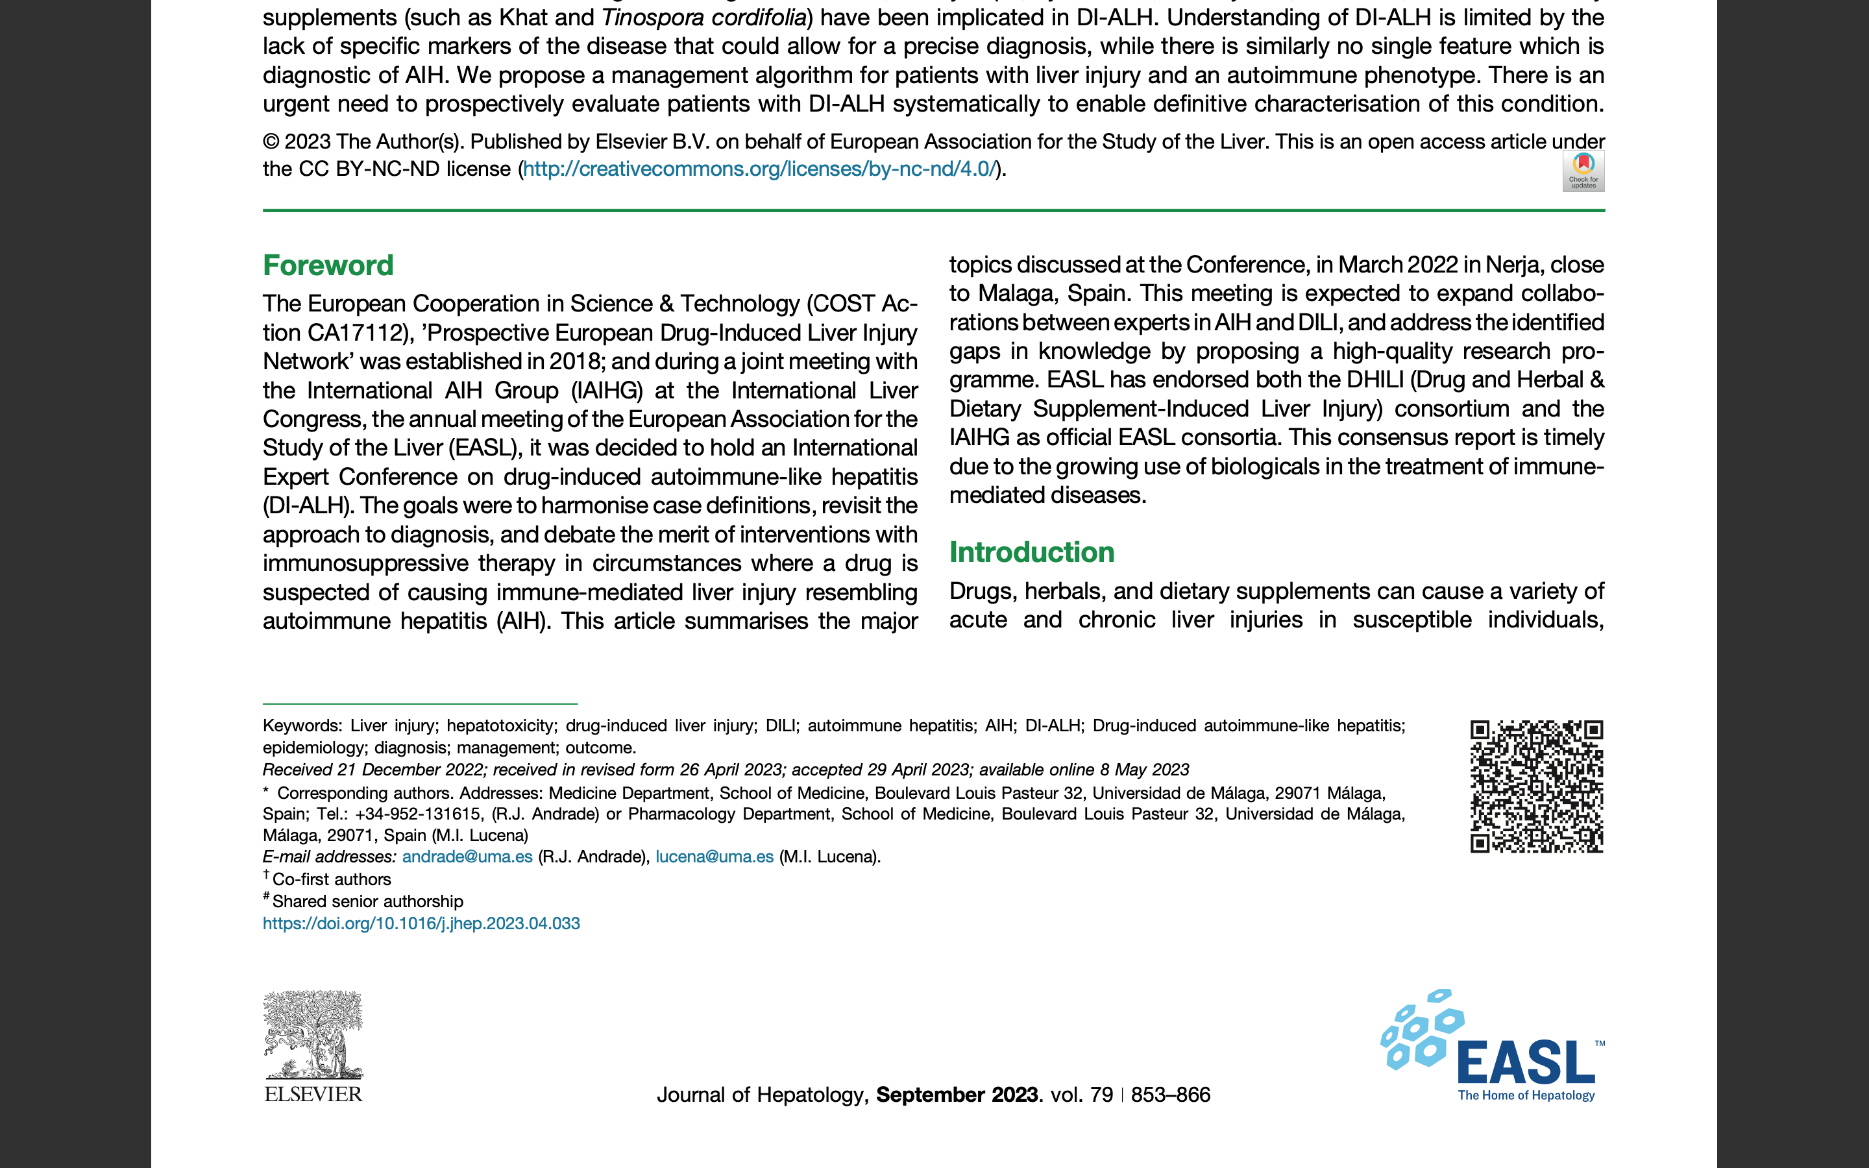 supplements (such as Khat and Tinospora cordifolia) have been implicated in DI-ALH. Understanding of DI-ALH is limited by the
lack of specific markers of the disease that could allow for a precise diagnosis, while there is similarly no single feature which is
diagnostic of AIH. We propose a management algorithm for patients with liver injury and an autoimmune phenotype. There is an
urgent need to prospectively evaluate patients with DI-ALH systematically to enable definitive characterisation of this condition.
© 2023 The Author(s). Published by Elsevier B.V. on behalf of European Association for the Study of the Liver. This is an open access article under
the CC BY-NC-ND license (http://creativecommons.org/licenses/by-nc-nd/4.0/).
Check for
updates
Foreword
The European Cooperation in Science & Technology (COST Ac-
tion CA17112), ’Prospective European Drug-Induced Liver Injury
Network’ was established in 2018; and during a joint meeting with
the International AIH Group (IAIHG) at the International Liver
Congress, the annual meeting of the European Association for the
Study of the Liver (EASL), it was decided to hold an International
Expert Conference on drug-induced autoimmune-like hepatitis
(DI-ALH). The goals were to harmonise case definitions, revisit the
approach to diagnosis, and debate the merit of interventions with
immunosuppressive therapy in circumstances where a drug is
suspected of causing immune-mediated liver injury resembling
autoimmune hepatitis (AIH). This article summarises the major
topics discussed at the Conference, in March 2022 in Nerja, close
to Malaga, Spain. This meeting is expected to expand collabo-
rations between experts in AIH and DILI, and address the identified
gaps in knowledge by proposing a high-quality research pro-
gramme. EASL has endorsed both the DHILI (Drug and Herbal &
Dietary Supplement-Induced Liver Injury) consortium and the
IAIHG as official EASL consortia. This consensus report is timely
due to the growing use of biologicals in the treatment of immune-
mediated diseases.
Introduction
Drugs, herbals, and dietary supplements can cause a variety of
acute and chronic liver injuries in susceptible individuals,
Keywords: Liver injury; hepatotoxicity; drug-induced liver injury; DILI; autoimmune hepatitis; AIH; DI-ALH; Drug-induced autoimmune-like hepatitis;
epidemiology; diagnosis; management; outcome.
Received 21 December 2022; received in revised form 26 April 2023; accepted 29 April 2023; available online 8 May 2023
* Corresponding authors. Addresses: Medicine Department, School of Medicine, Boulevard Louis Pasteur 32, Universidad de Málaga, 29071 Málaga,
Spain; Tel.: +34-952-131615, (R.J. Andrade) or Pharmacology Department, School of Medicine, Boulevard Louis Pasteur 32, Universidad de Málaga,
Málaga, 29071, Spain (M.I. Lucena)
E-mail addresses: andrade@uma.es (R.J. Andrade), lucena@uma.es (M.I. Lucena).
† Co-first authors
# Shared senior authorship
https://doi.org/10.1016/j.jhep.2023.04.033
ELSEVIER
Journal of Hepatology, September 2023. vol. 79 | 853–866
EASL™
The Home of Hepatology